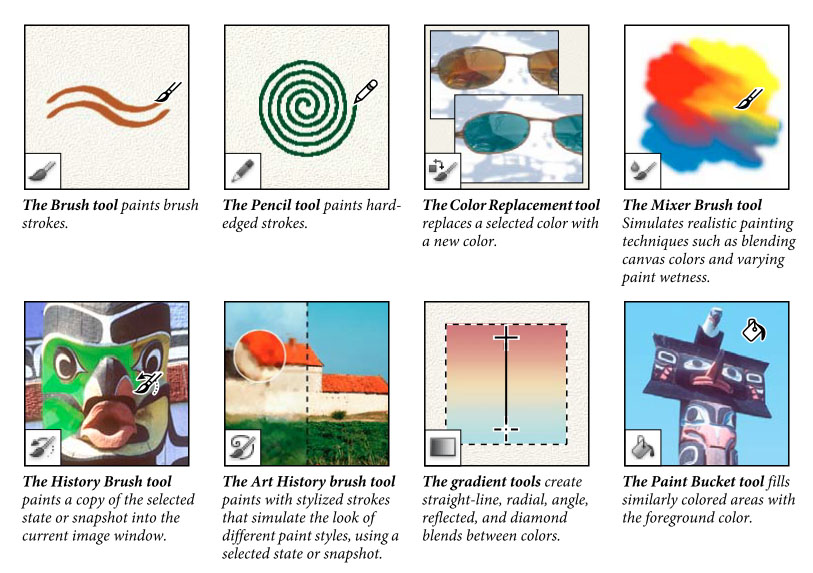 The Brush tool paints brush
strokes.
The Pencil tool paints hard-
edged strokes.
The Color Replacement tool
replaces a selected color with
a new color.
The Mixer Brush tool
Simulates realistic painting
techniques such as blending
canvas colors and varying
paint wetness.
The History Brush tool
paints a copy of the selected
state or snapshot into the
current image window.
The Art History brush tool
paints with stylized strokes
that simulate the look of
different paint styles, using a
selected state or snapshot.
The gradient tools create
straight-line, radial, angle,
reflected, and diamond
blends between colors.
The Paint Bucket tool fills
similarly colored areas with
the foreground color.